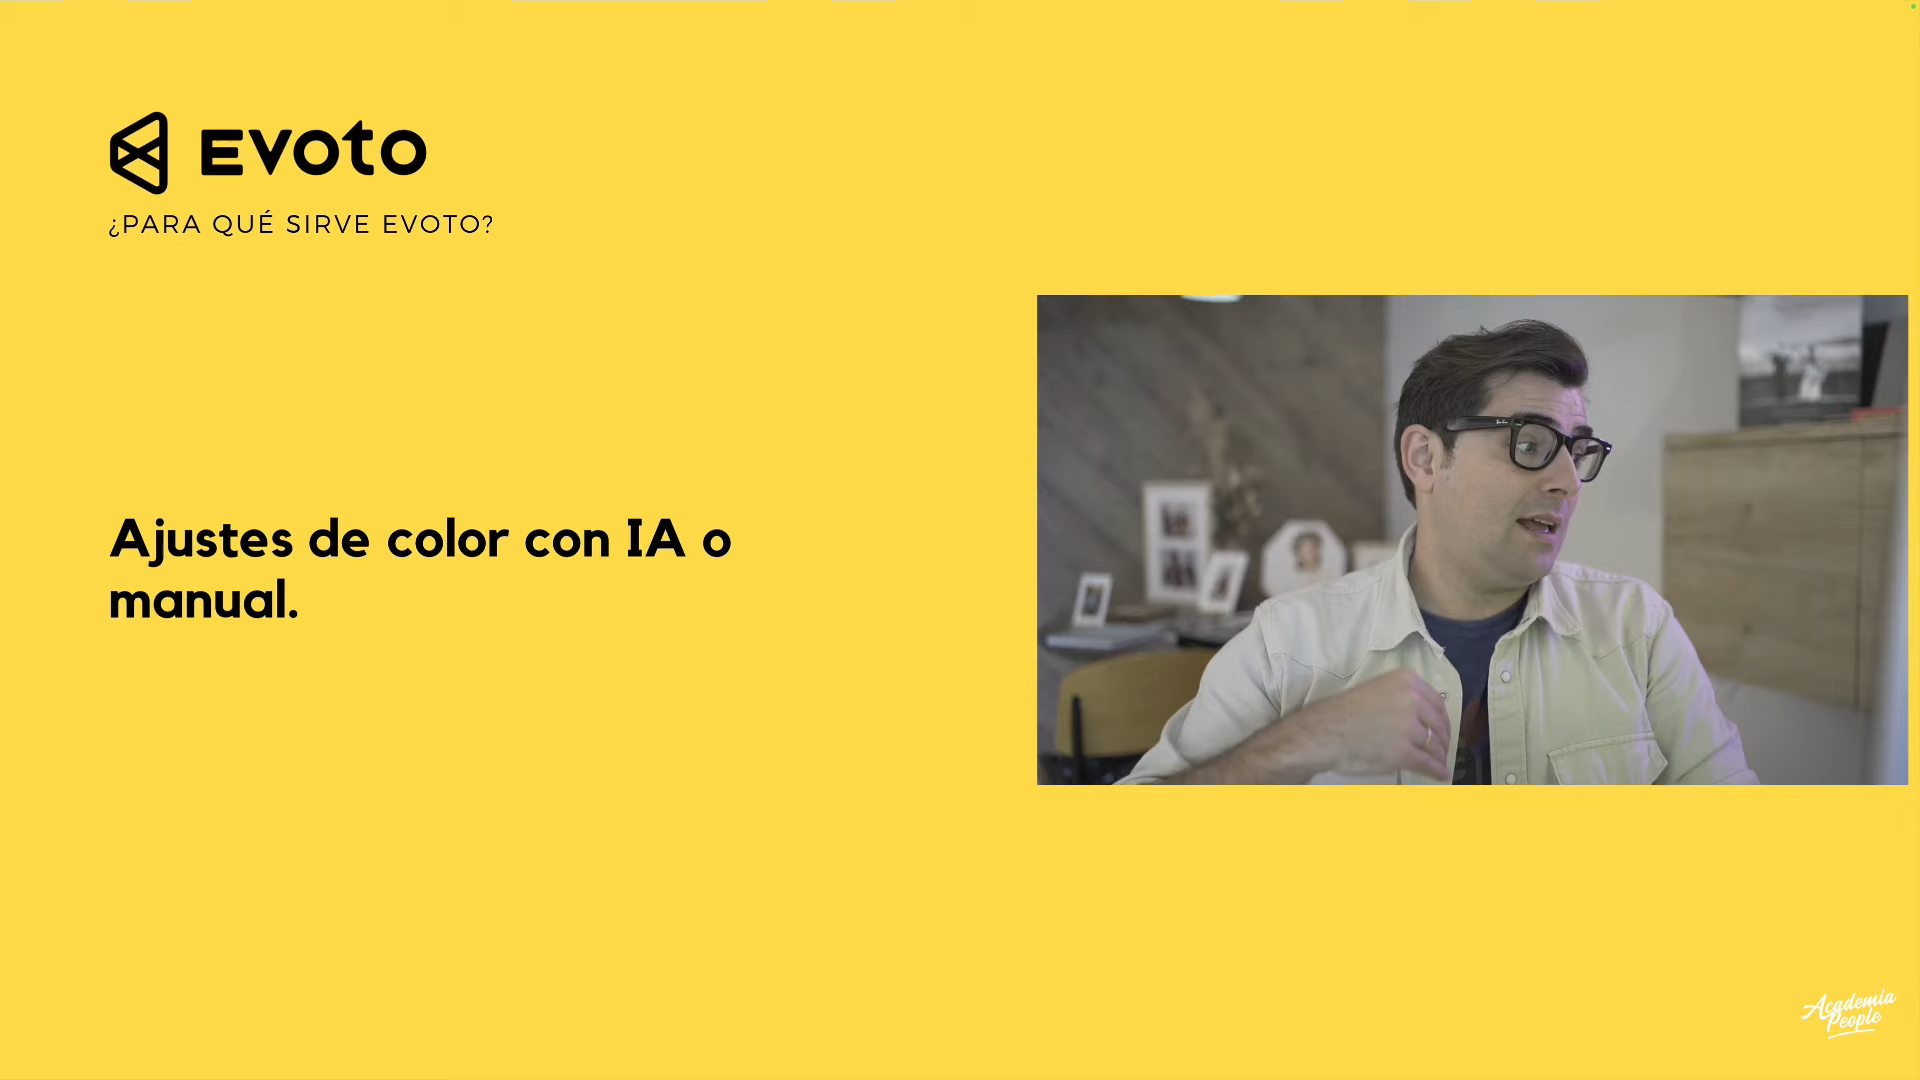 Evoto
¿PARA QUÉ SIRVE EVOTO?
Ajustes de color con IA o
manual.
Academia
People